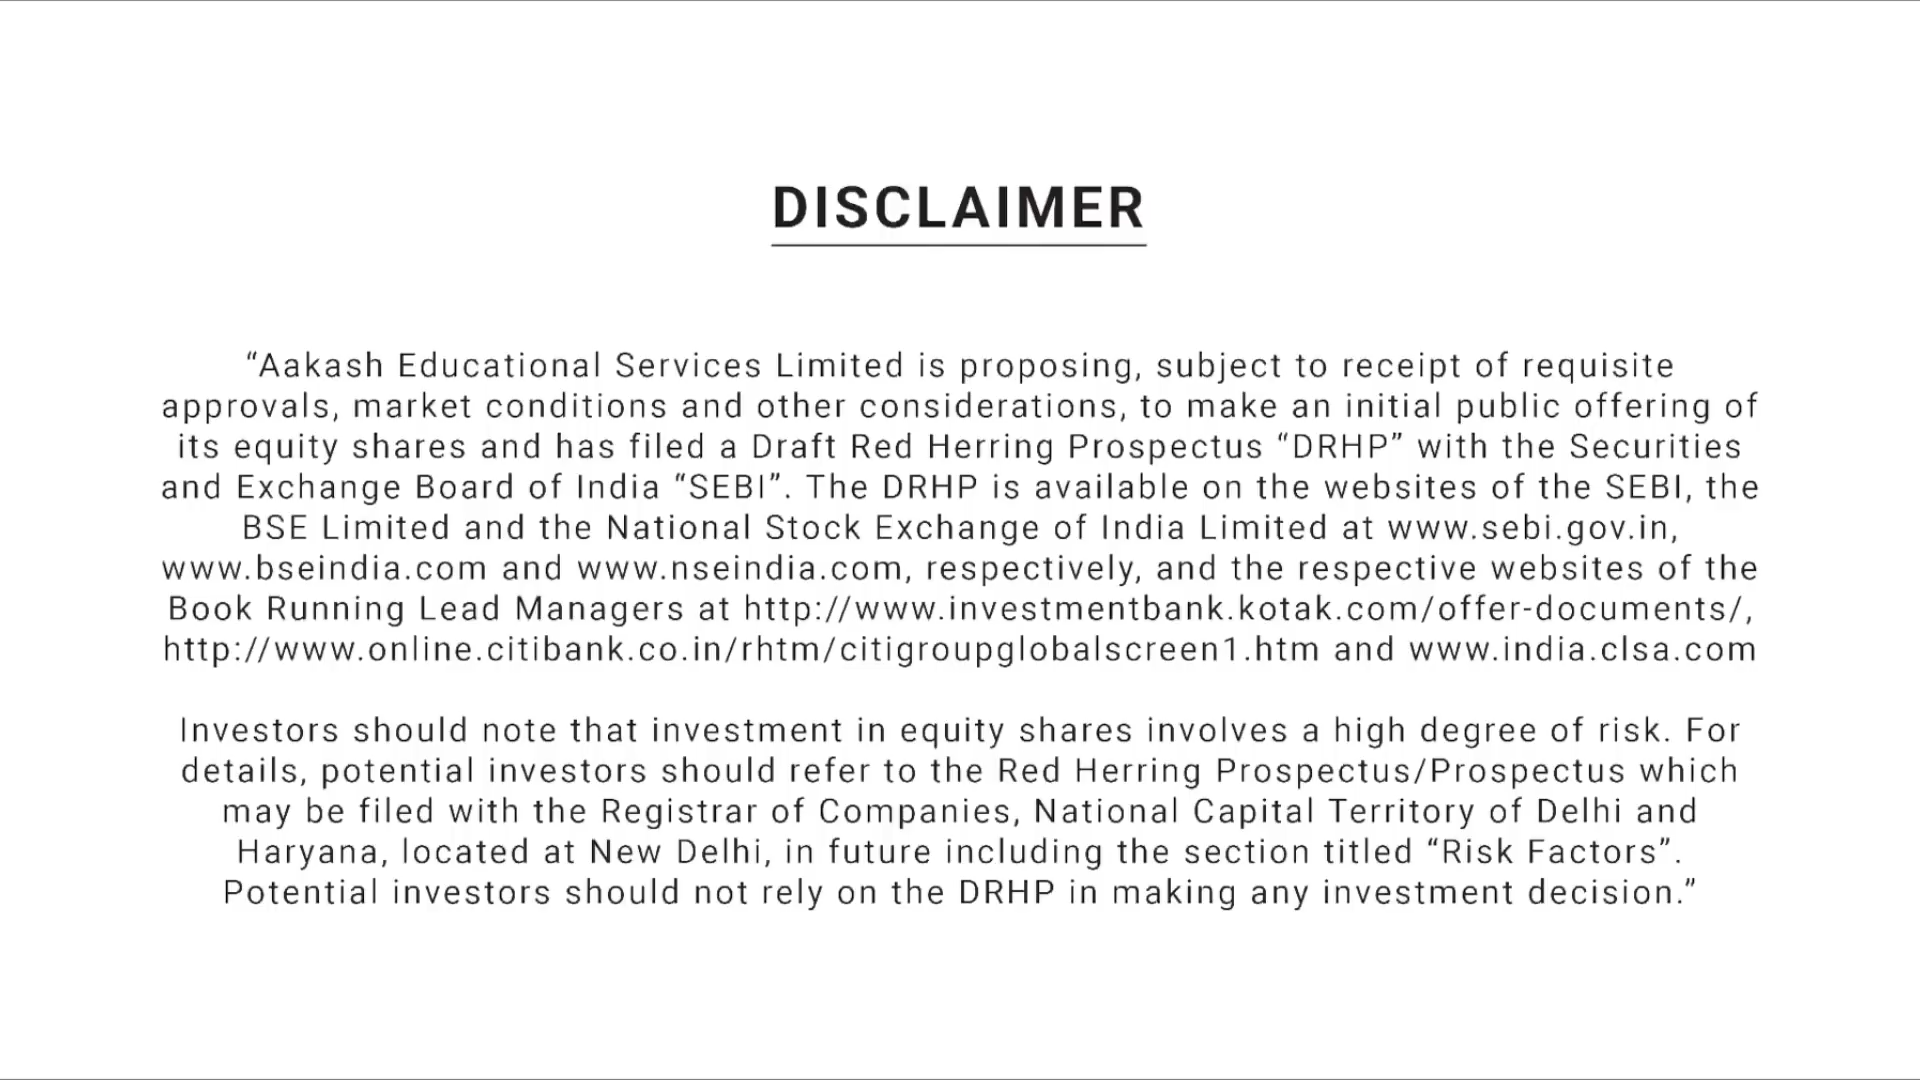 DISCLAIMER
“Aakash Educational Services Limited is proposing, subject to receipt of requisite
approvals, market conditions and other considerations, to make an initial public offering of
its equity shares and has filed a Draft Red Herring Prospectus “DRHP” with the Securities
and Exchange Board of India “SEBI”. The DRHP is available on the websites of the SEBI, the
BSE Limited and the National Stock Exchange of India Limited at www.sebi.gov.in,
www.bseindia.com and www.nseindia.com, respectively, and the respective websites of the
Book Running Lead Managers at http://www.investmentbank.kotak.com/offer-documents/,
http://www.online.citibank.co.in/rhtm/citigroupglobalscreen1.htm and www.india.clsa.com
Investors should note that investment in equity shares involves a high degree of risk. For
details, potential investors should refer to the Red Herring Prospectus/Prospectus which
may be filed with the Registrar of Companies, National Capital Territory of Delhi and
Haryana, located at New Delhi, in future including the section titled “Risk Factors”.
Potential investors should not rely on the DRHP in making any investment decision.”